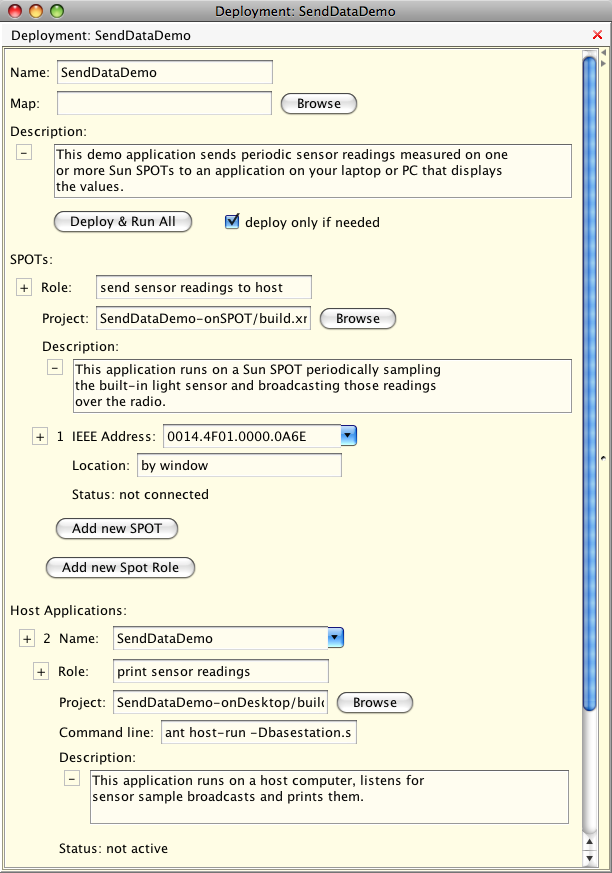 Deployment: SendDataDemo
Deployment: SendDataDemo
Name: SendDataDemo
Map: Browse
Description:
This demo application sends periodic sensor readings measured on one
or more Sun SPOTs to an application on your laptop or PC that displays
the values.
Deploy & Run All deploy only if needed
SPOTs:
Role: send sensor readings to host
Project: SendDataDemo-onSPOT/build.xr Browse
Description:
This application runs on a Sun SPOT periodically sampling
the built-in light sensor and broadcasting those readings
over the radio.
1 IEEE Address: 0014.4F01.0000.0A6E
Location: by window
Status: not connected
Add new SPOT
Add new Spot Role
Host Applications:
2 Name: SendDataDemo
Role: print sensor readings
Project: SendDataDemo-onDesktop/build Browse
Command line: ant host-run -Dbasestation.s
Description:
This application runs on a host computer, listens for
sensor sample broadcasts and prints them.
Status: not active